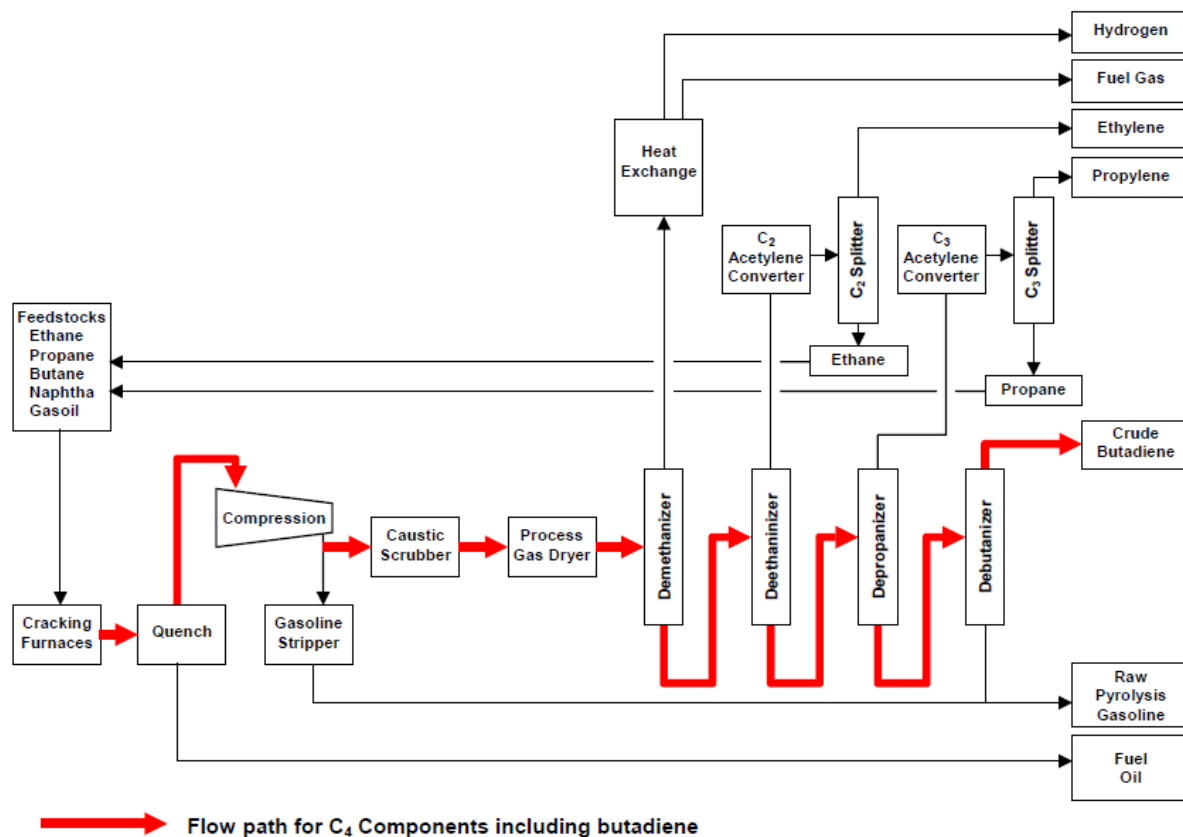 Hydrogen
Fuel Gas
Ethylene
Propylene
Heat
Exchange
C₂
Acetylene
Converter
C₂ Splitter
C₃
Acetylene
Converter
C₃ Splitter
Feedstocks
Ethane
Propane
Butane
Naphtha
Gasoil
Ethane
Propane
Crude
Butadiene
Compression
Caustic
Scrubber
Process
Gas Dryer
Demethanizer
Deethaninizer
Depropanizer
Debutanizer
Cracking
Furnaces
Quench
Gasoline
Stripper
Raw
Pyrolysis
Gasoline
Fuel
Oil
Flow path for C₄ Components including butadiene